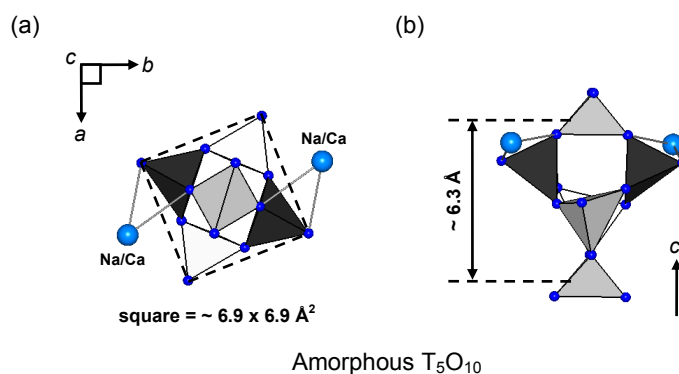 (a)
c
b
a
Na/Ca
Na/Ca
square = ~ 6.9 x 6.9 Å²
(b)
~ 6.3 Å
c
Amorphous T₅O₁₀